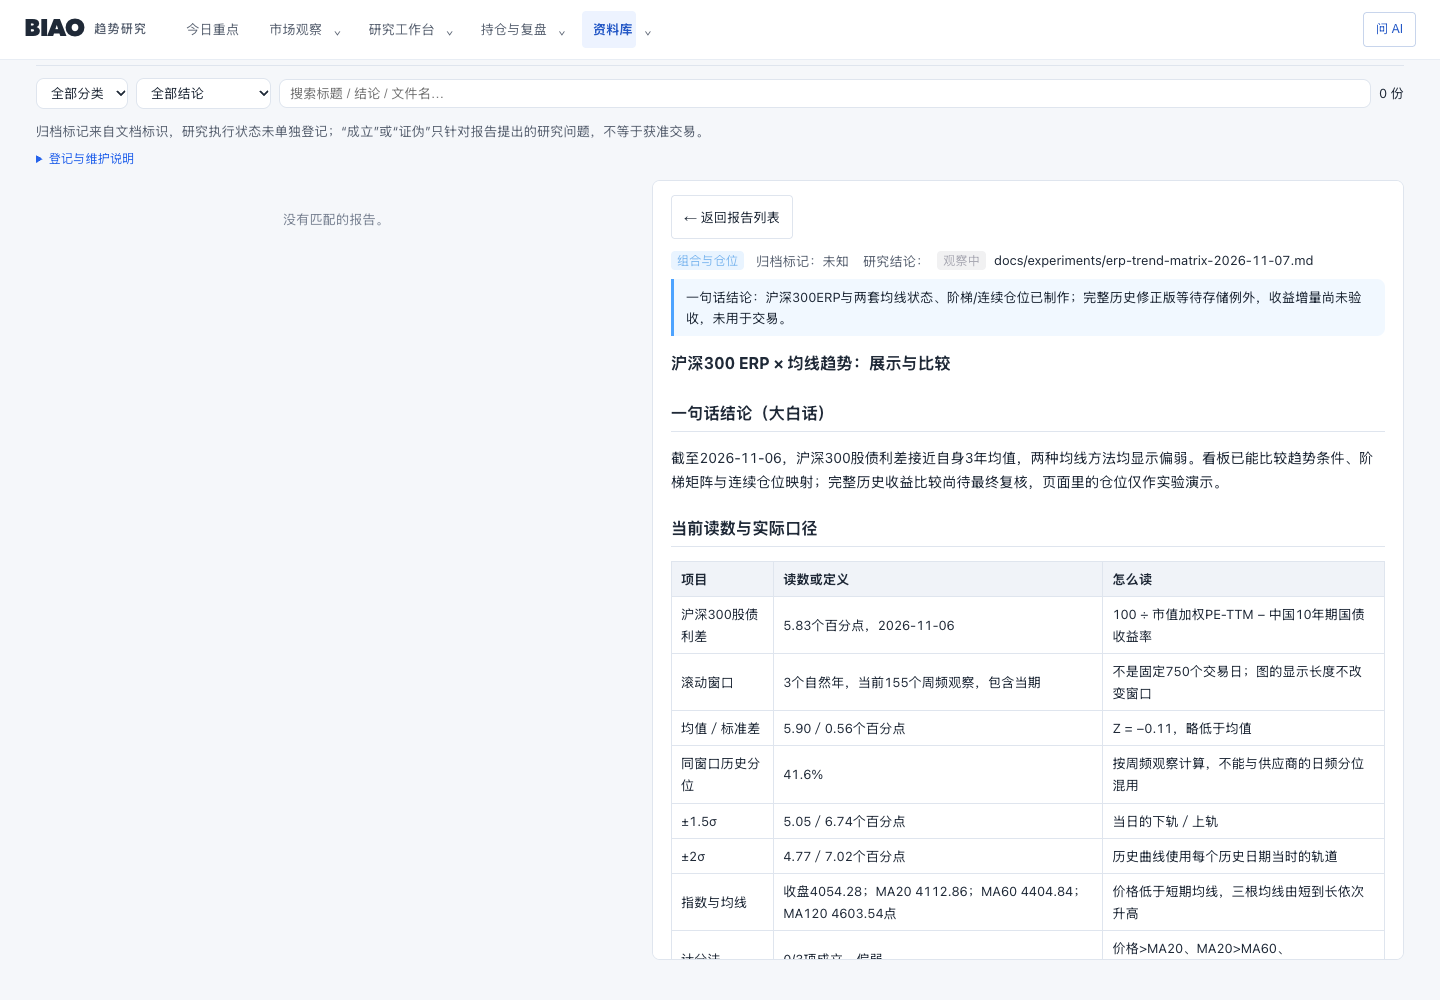 BIAO 趋势研究 今日重点 市场观察 研究工作台 持仓与复盘 资料库 问 AI
全部分类 全部结论 搜索标题 / 结论 / 文件名... 0 份
归档标记来自文档标识，研究执行状态未单独登记；“成立”或“证伪”只针对报告提出的研究问题，不等于获准交易。
▶ 登记与维护说明
没有匹配的报告。
← 返回报告列表
组合与仓位 归档标记：未知 研究结论： 观察中 docs/experiments/erp-trend-matrix-2026-11-07.md
一句话结论：沪深300ERP与两套均线状态、阶梯/连续仓位已制作；完整历史修正版等待存储例外，收益增量尚未验
收，未用于交易。
沪深300 ERP × 均线趋势：展示与比较
一句话结论（大白话）
截至2026-11-06，沪深300股债利差接近自身3年均值，两种均线方法均显示偏弱。看板已能比较趋势条件、阶
梯矩阵与连续仓位映射；完整历史收益比较尚待最终复核，页面里的仓位仅作实验演示。
当前读数与实际口径
项目 读数或定义 怎么读
沪深300股债
利差
5.83个百分点，2026-11-06
100 ÷ 市值加权PE-TTM − 中国10年期国债
收益率
滚动窗口
3个自然年，当前155个周频观察，包含当期
不是固定750个交易日；图的显示长度不改
变窗口
均值 / 标准差 5.90 / 0.56个百分点 Z = −0.11，略低于均值
同窗口历史分
位
41.6%
按周频观察计算，不能与供应商的日频分位
混用
±1.5σ 5.05 / 6.74个百分点 当日的下轨 / 上轨
±2σ 4.77 / 7.02个百分点 历史曲线使用每个历史日期当时的轨道
指数与均线
收盘4054.28；MA20 4112.86；MA60 4404.84；
MA120 4603.54点
价格低于短期均线，三根均线由短到长依次
升高
价格>MA20、MA20>MA60、